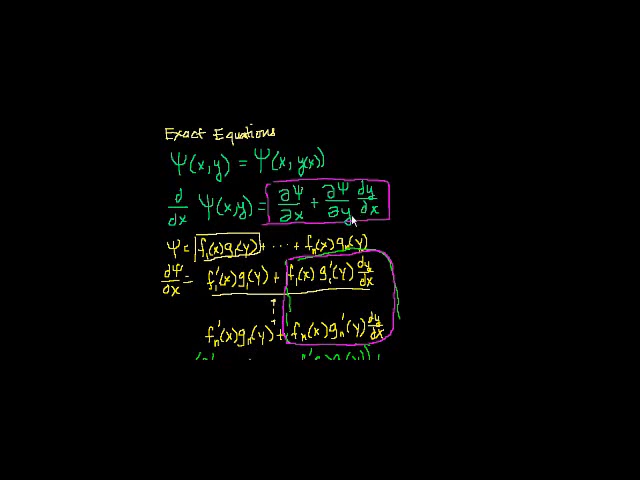 Exact Equations
Ψ(x,y) = Ψ(x, y(x))
d/dx Ψ(x,y) = ∂Ψ/∂x + ∂Ψ/∂y dy/dx
Ψ = f₁(x)g₁(y) + ... + fₙ(x)gₙ(y)
dΨ/dx = f₁'(x)g₁(y) + f₁(x)g₁'(y) dy/dx
fₙ'(x)gₙ(y) + fₙ(x)gₙ'(y) dy/dx